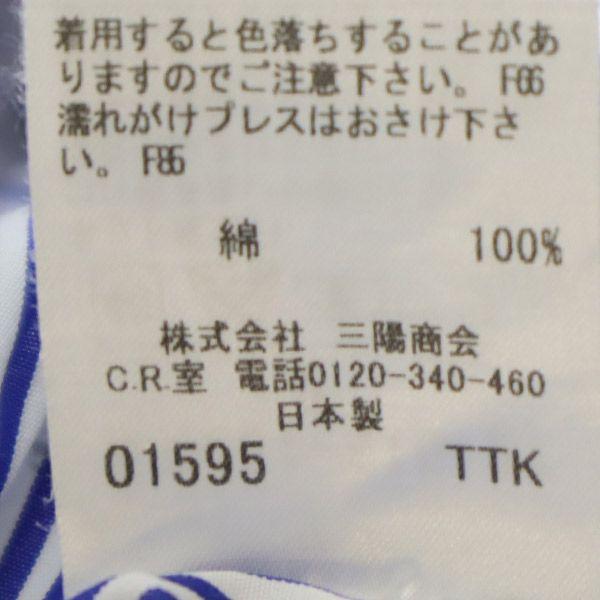 着用すると色落ちすることがあ
りますのでご注意下さい。 F66
濡れがけプレスはおさけ下さ
い。 F86
綿 100%
株式会社 三陽商会
C.R.室 電話0120-340-460
日本製
01595 TTK